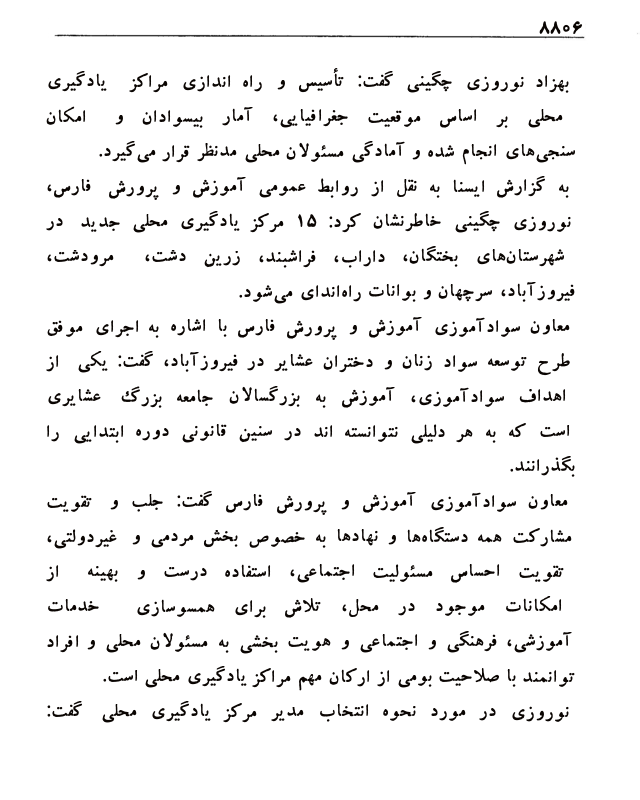 ۸۸۰۶
بهزاد نوروزی چگینی گفت: تأسیس و راه اندازی مراکز یادگیری
محلی بر اساس موقعیت جغرافیایی، آمار بیسوادان و امکان
سنجی‌های انجام شده و آمادگی مسئولان محلی مدنظر قرار می‌گیرد.
به گزارش ایسنا به نقل از روابط عمومی آموزش و پرورش فارس،
نوروزی چگینی خاطرنشان کرد: ۱۵ مرکز یادگیری محلی جدید در
شهرستان‌های بختگان، داراب، فراشبند، زرین دشت، مرودشت،
فیروزآباد، سرچهان و بوانات راه‌اندای می‌شود.
معاون سوادآموزی آموزش و پرورش فارس با اشاره به اجرای موفق
طرح توسعه سواد زنان و دختران عشایر در فیروزآباد، گفت: یکی از
اهداف سوادآموزی، آموزش به بزرگسالان جامعه بزرگ عشایری
است که به هر دلیلی نتوانسته اند در سنین قانونی دوره ابتدایی را
بگذرانند.
معاون سوادآموزی آموزش و پرورش فارس گفت: جلب و تقویت
مشارکت همه دستگاه‌ها و نهادها به خصوص بخش مردمی و غیردولتی،
تقویت احساس مسئولیت اجتماعی، استفاده درست و بهینه از
امکانات موجود در محل، تلاش برای همسوسازی خدمات
آموزشی، فرهنگی و اجتماعی و هویت بخشی به مسئولان محلی و افراد
توانمند با صلاحیت بومی از ارکان مهم مراکز یادگیری محلی است.
نوروزی در مورد نحوه انتخاب مدیر مرکز یادگیری محلی گفت: